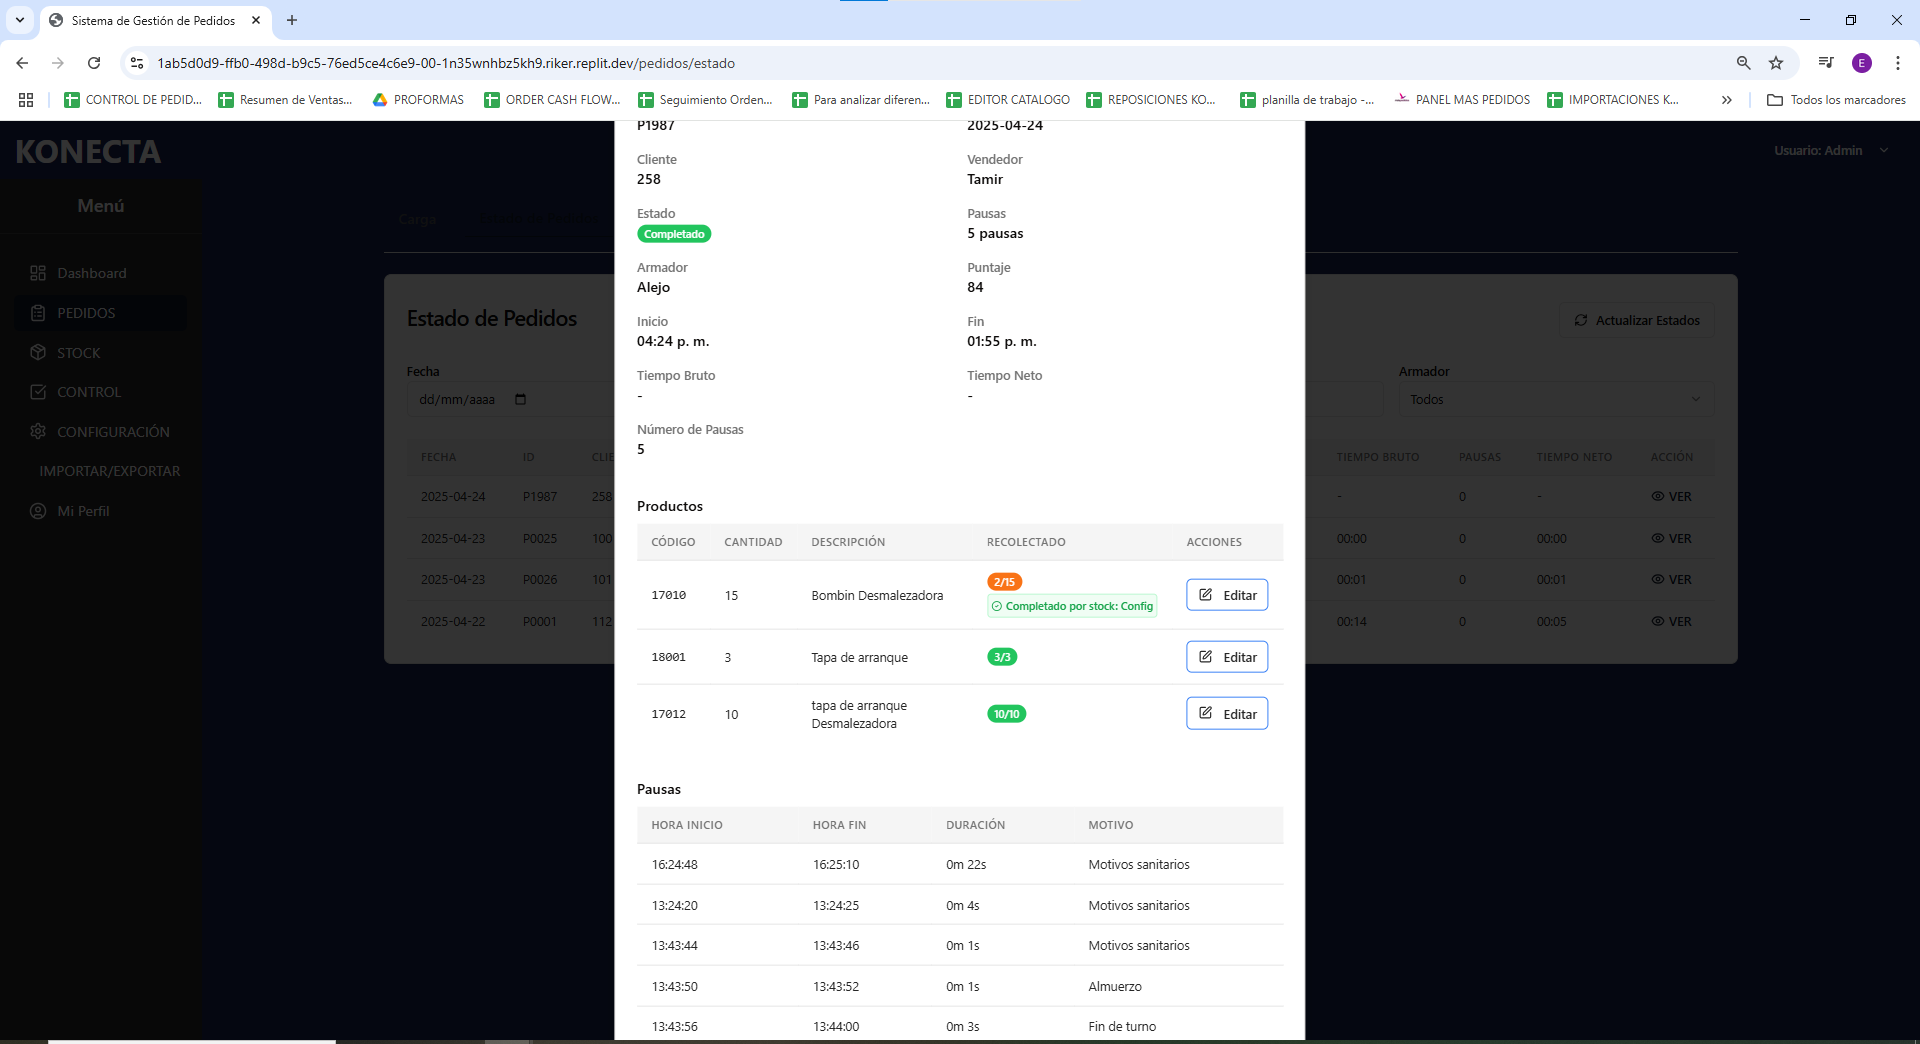 Sistema de Gestión de Pedidos
1ab5d0d9-ffb0-498d-b9c5-76ed5ce4c6e9-00-1n35wnhbz5kh9.riker.replit.dev/pedidos/estado
E
CONTROL DE PEDID...
Resumen de Ventas...
PROFORMAS
ORDER CASH FLOW...
Seguimiento Orden...
Para analizar diferen...
EDITOR CATALOGO
REPOSICIONES KO...
planilla de trabajo -...
PANEL MAS PEDIDOS
IMPORTACIONES K...
Todos los marcadores
KONECTA
Usuario: Admin
Menú
Dashboard
PEDIDOS
STOCK
CONTROL
CONFIGURACIÓN
IMPORTAR/EXPORTAR
Mi Perfil
Carga
Estado de Pedidos
Estado de Pedidos
Actualizar Estados
Fecha
dd/mm/aaaa
Armador
Todos
FECHA ID CLIE TIEMPO BRUTO PAUSAS TIEMPO NETO ACCIÓN
2025-04-24 P1987 258 - 0 - VER
2025-04-23 P0025 100 00:00 0 00:00 VER
2025-04-23 P0026 101 00:01 0 00:01 VER
2025-04-22 P0001 112 00:14 0 00:05 VER
P1987 2025-04-24
Cliente Vendedor
258 Tamir
Estado Pausas
Completado 5 pausas
Armador Puntaje
Alejo 84
Inicio Fin
04:24 p. m. 01:55 p. m.
Tiempo Bruto Tiempo Neto
- -
Número de Pausas
5
Productos
CÓDIGO CANTIDAD DESCRIPCIÓN RECOLECTADO ACCIONES
17010 15 Bombin Desmalezadora 2/15 Editar
Completado por stock: Config
18001 3 Tapa de arranque 3/3 Editar
17012 10 tapa de arranque 10/10 Editar
Desmalezadora
Pausas
HORA INICIO HORA FIN DURACIÓN MOTIVO
16:24:48 16:25:10 0m 22s Motivos sanitarios
13:24:20 13:24:25 0m 4s Motivos sanitarios
13:43:44 13:43:46 0m 1s Motivos sanitarios
13:43:50 13:43:52 0m 1s Almuerzo
13:43:56 13:44:00 0m 3s Fin de turno